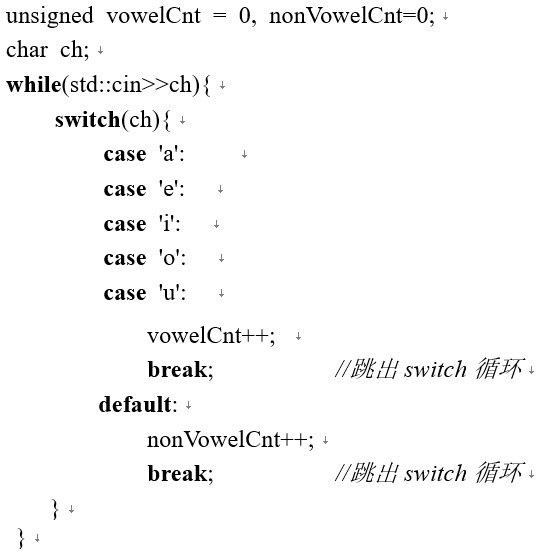 unsigned vowelCnt = 0, nonVowelCnt=0; ↓
char ch; ↓
while(std::cin>>ch){ ↓
switch(ch){ ↓
case 'a': ↓
case 'e': ↓
case 'i': ↓
case 'o': ↓
case 'u': ↓
vowelCnt++; ↓
break; //跳出 switch 循环 ↓
default: ↓
nonVowelCnt++; ↓
break; //跳出 switch 循环 ↓
} ↓
} ↓